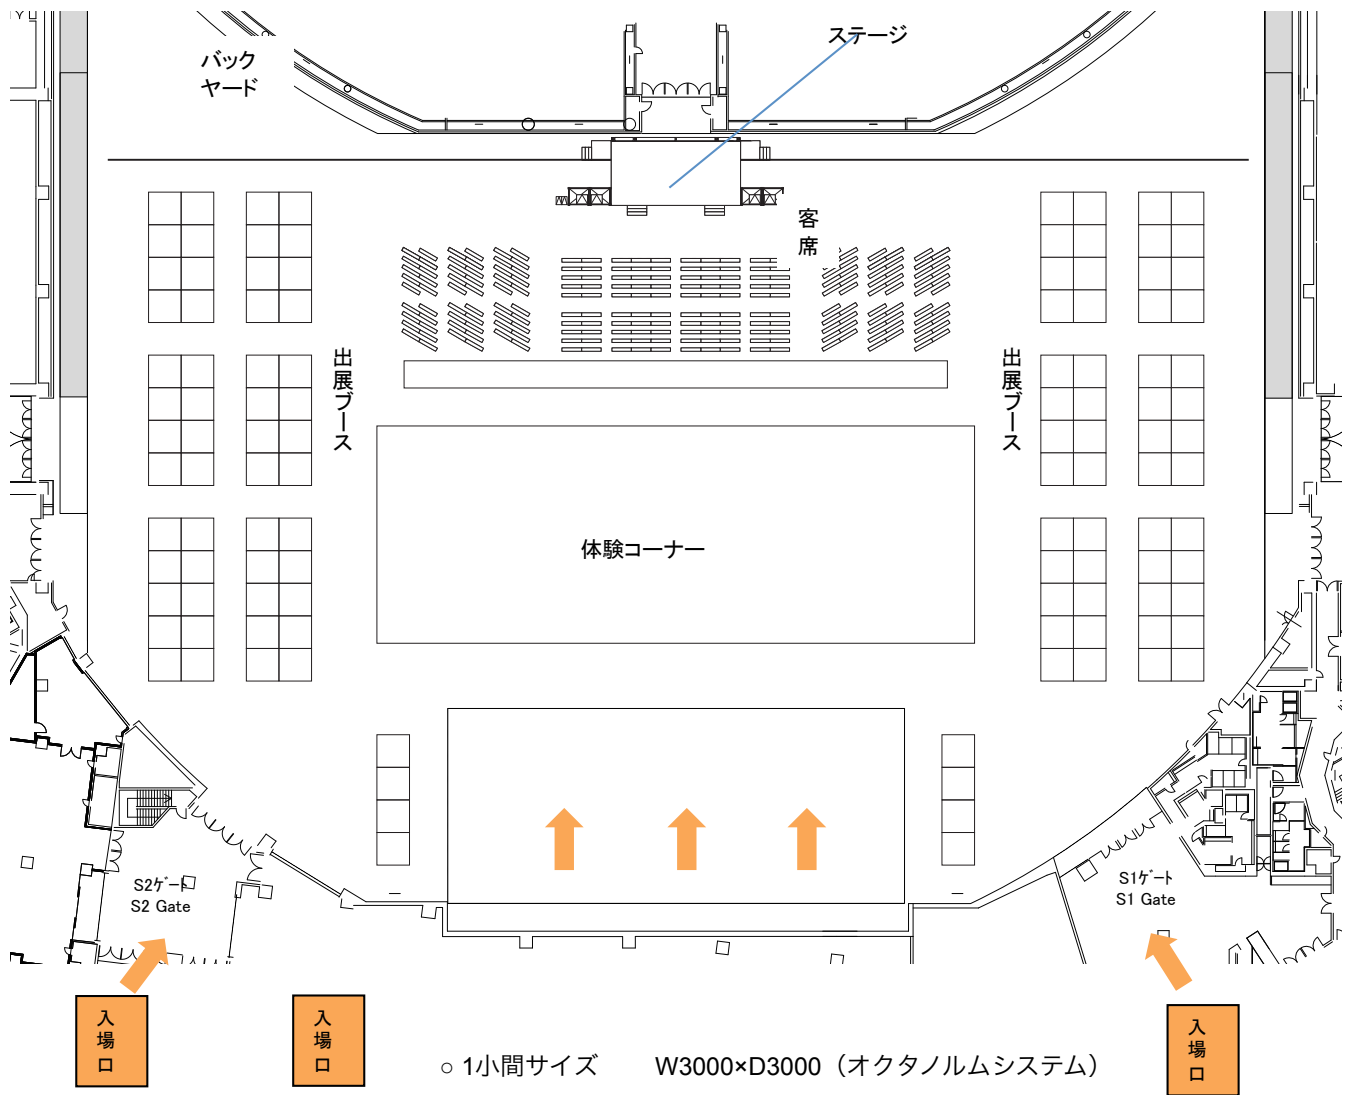 バック
ヤード
ステージ
客
席
出展ブース
出展ブース
体験コーナー
S2ゲート
S2 Gate
S1ゲート
S1 Gate
入場口
入場口
入場口
○ 1小間サイズ　W3000×D3000（オクタノルムシステム）